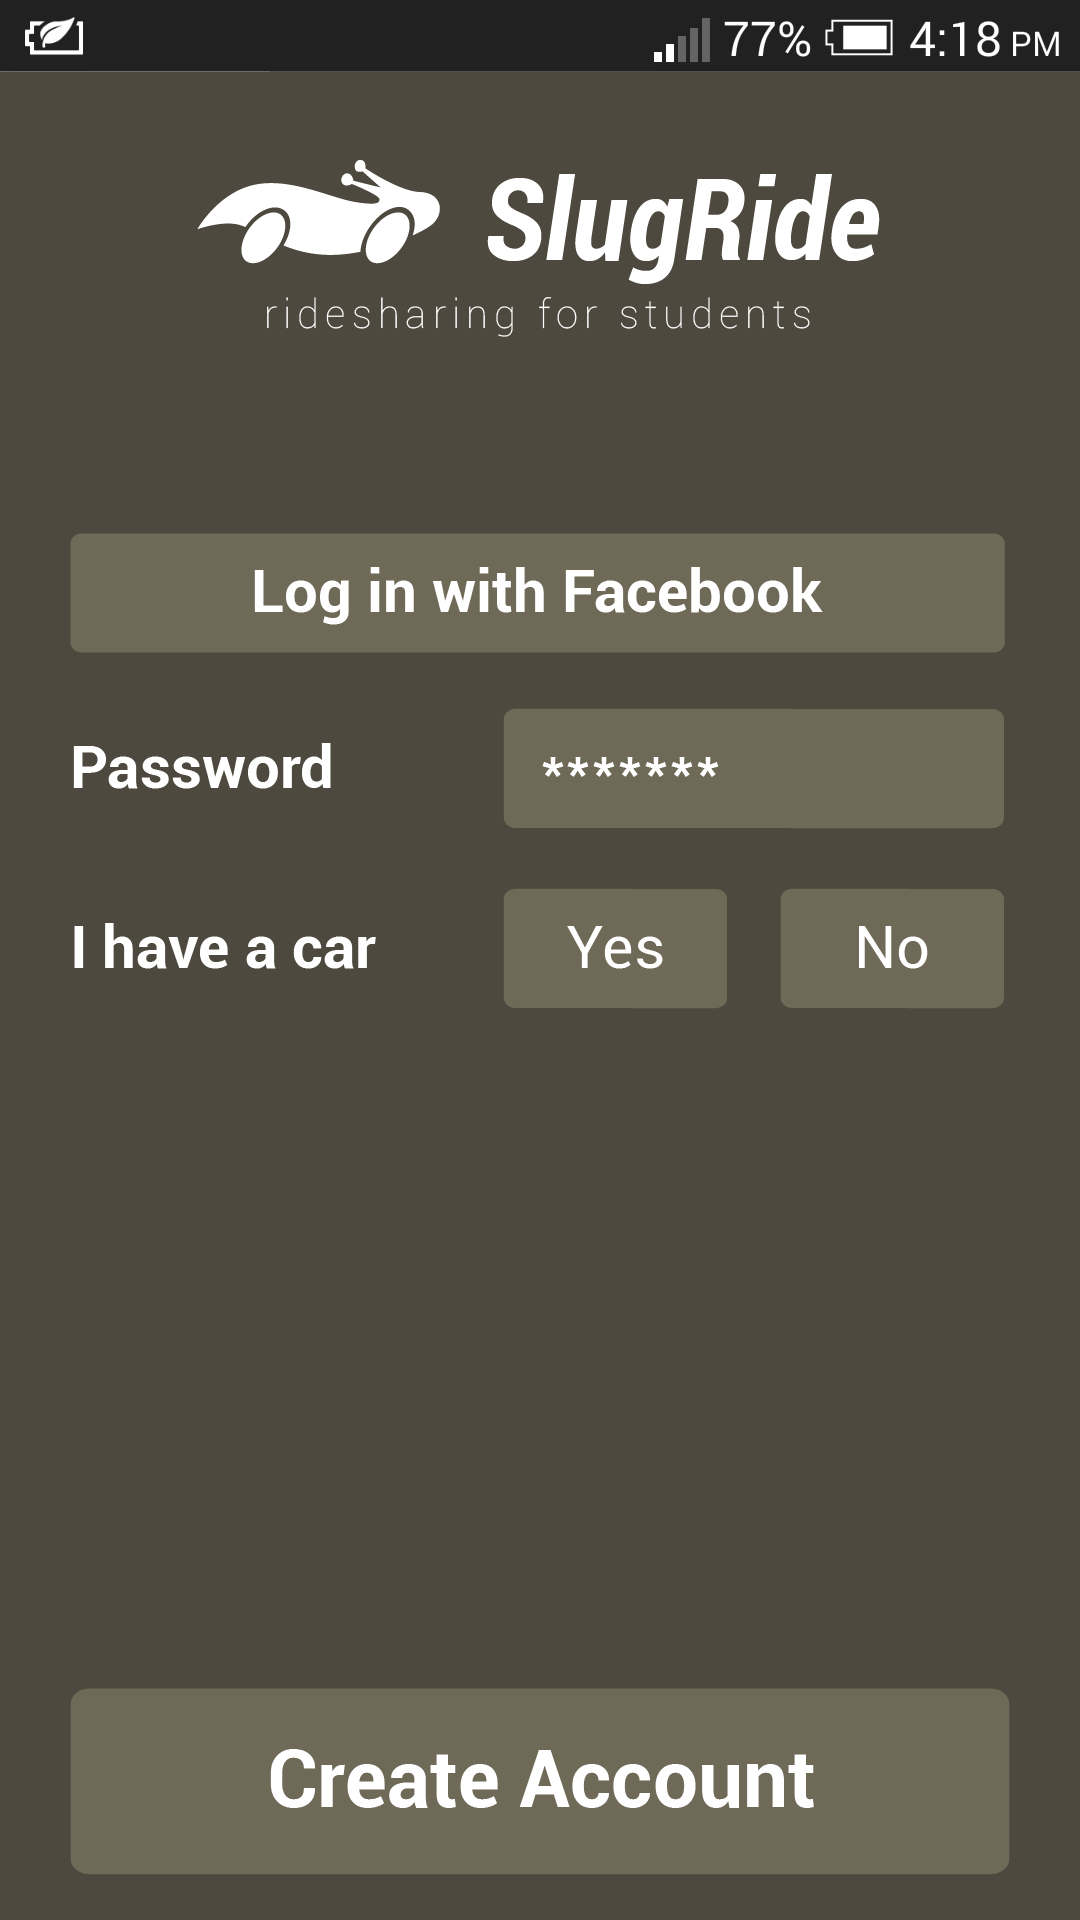 77% 4:18 PM
SlugRide
ridesharing for students
Log in with Facebook
Password *******
I have a car Yes No
Create Account